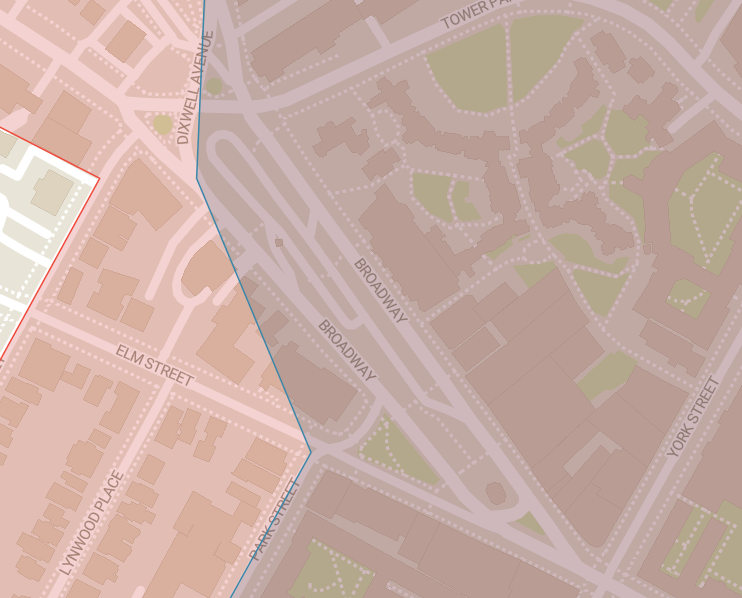 TOWER PA
DIXWELL AVENUE
BROADWAY
BROADWAY
ELM STREET
YORK STREET
LYNWOOD PLACE
PARK STREET